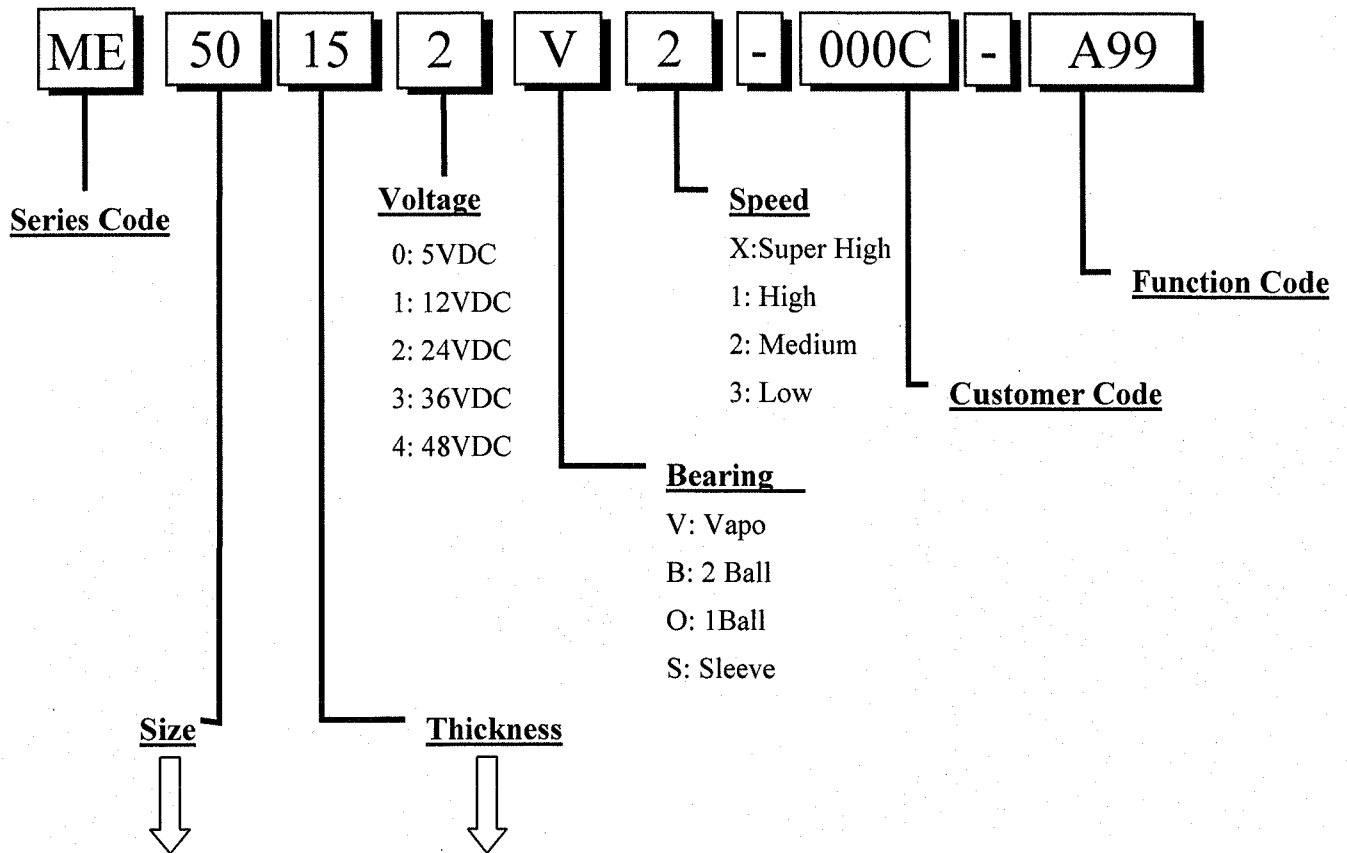 ME 50 15 2 V 2 - 000C - A99
Series Code
Voltage
0: 5VDC
1: 12VDC
2: 24VDC
3: 36VDC
4: 48VDC
Speed
X:Super High
1: High
2: Medium
3: Low
Function Code
Customer Code
Bearing
V: Vapo
B: 2 Ball
O: 1Ball
S: Sleeve
Size
Thickness